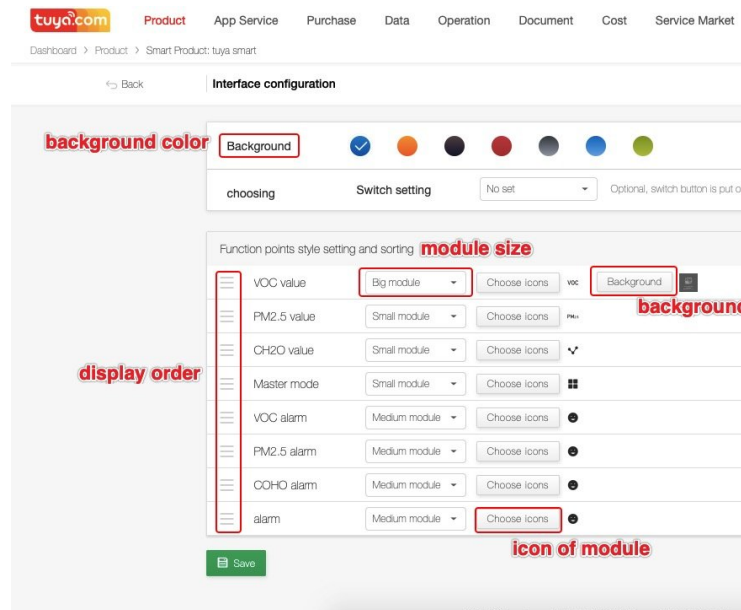 tuya.com Product App Service Purchase Data Operation Document Cost Service Market
Dashboard > Product > Smart Product: tuya smart
Back Interface configuration
background color Background
choosing Switch setting No set Optional, switch button is put o
Function points style setting and sorting module size
VOC value Big module Choose icons VOC Background
background
PM2.5 value Small module Choose icons PM2.5
CH2O value Small module Choose icons
display order
Master mode Small module Choose icons
VOC alarm Medium module Choose icons
PM2.5 alarm Medium module Choose icons
COHO alarm Medium module Choose icons
alarm Medium module Choose icons
icon of module
Save